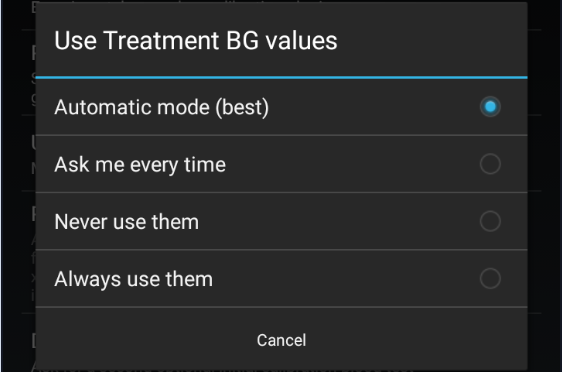 Use Treatment BG values
Automatic mode (best)
Ask me every time
Never use them
Always use them
Cancel